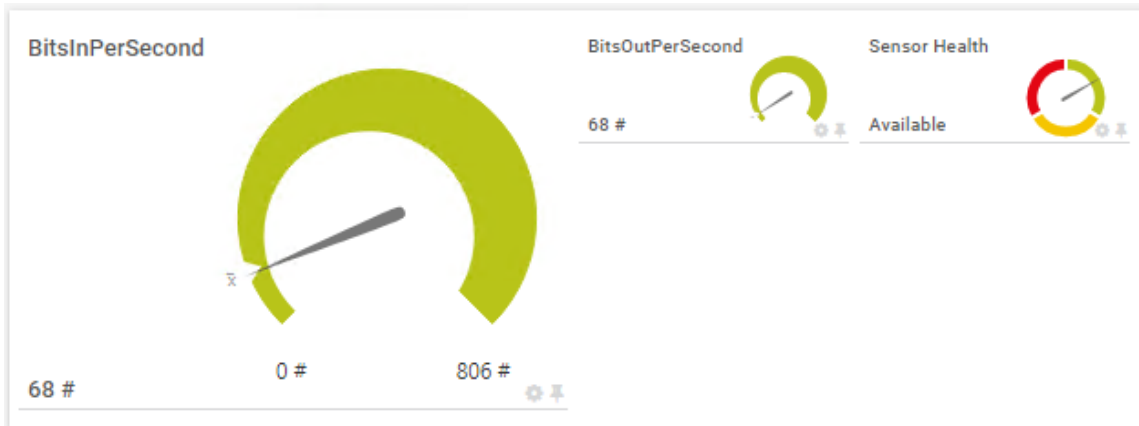 BitsInPerSecond
x̄
0 #
806 #
68 #
BitsOutPerSecond
68 #
Sensor Health
Available